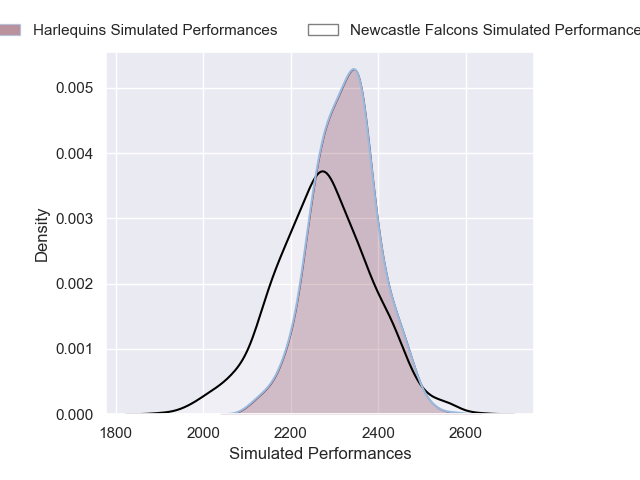 Harlequins Simulated Performances
Newcastle Falcons Simulated Performance
0.005
0.004
0.003
0.002
0.001
0.000
Density
1800 2000 2200 2400 2600
Simulated Performances